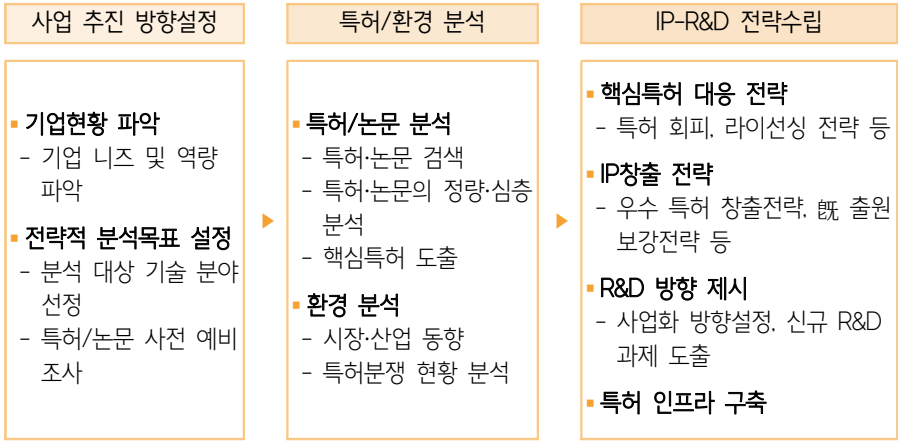 사업 추진 방향설정
▪ 기업현황 파악
- 기업 니즈 및 역량
파악
▪ 전략적 분석목표 설정
- 분석 대상 기술 분야
선정
- 특허/논문 사전 예비
조사
특허/환경 분석
▪ 특허/논문 분석
- 특허·논문 검색
- 특허·논문의 정량·심층
분석
- 핵심특허 도출
▪ 환경 분석
- 시장·산업 동향
- 특허분쟁 현황 분석
IP-R&D 전략수립
▪ 핵심특허 대응 전략
- 특허 회피, 라이선싱 전략 등
▪ IP창출 전략
- 우수 특허 창출전략, 旣 출원
보강전략 등
▪ R&D 방향 제시
- 사업화 방향설정, 신규 R&D
과제 도출
▪ 특허 인프라 구축